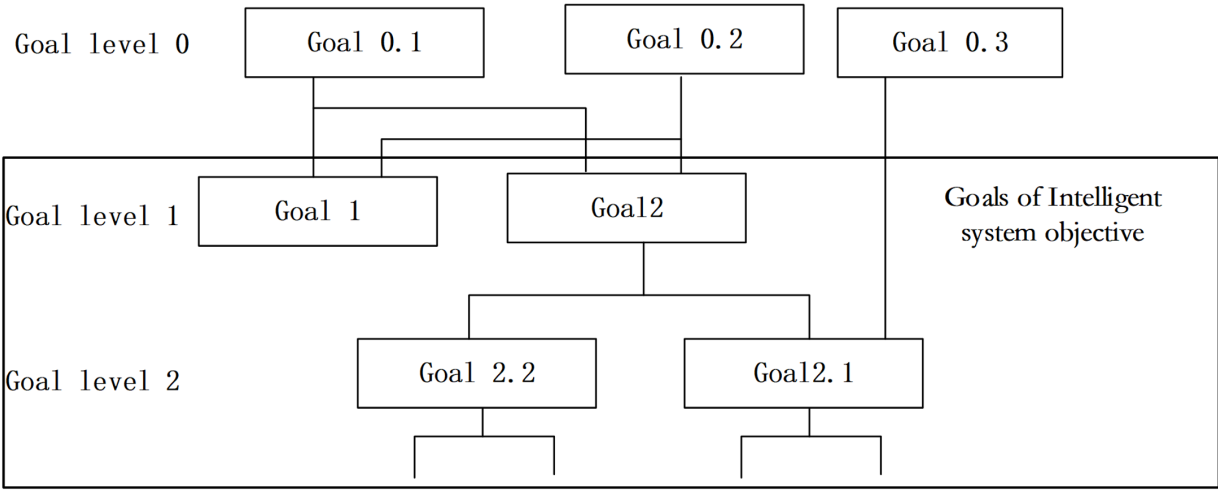 Goal level 0
Goal 0.1
Goal 0.2
Goal 0.3
Goal level 1
Goal 1
Goal2
Goals of Intelligent
system objective
Goal level 2
Goal 2.2
Goal2.1